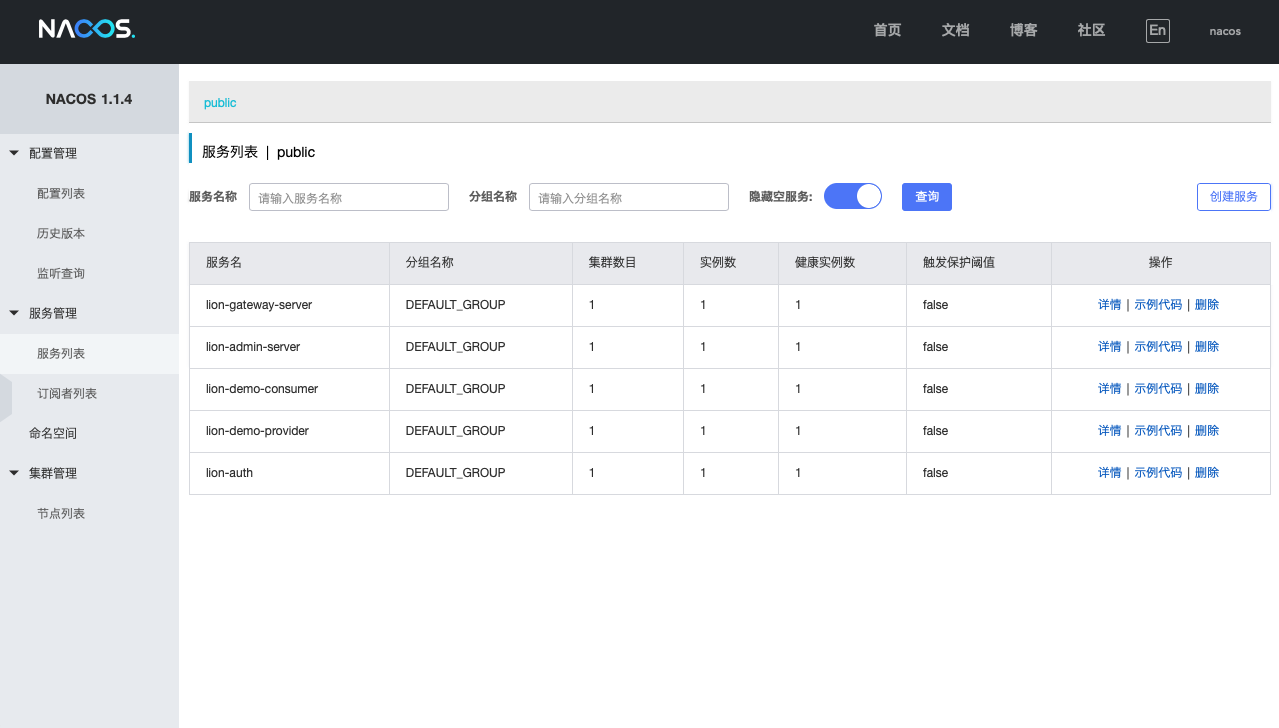 NACOS. 首页 文档 博客 社区 En nacos
NACOS 1.1.4
配置管理
配置列表
历史版本
监听查询
服务管理
服务列表
订阅者列表
命名空间
集群管理
节点列表
public
服务列表 | public
服务名称 请输入服务名称 分组名称 请输入分组名称 隐藏空服务: 查询 创建服务
服务名 分组名称 集群数目 实例数 健康实例数 触发保护阈值 操作
lion-gateway-server DEFAULT_GROUP 1 1 1 false 详情 | 示例代码 | 删除
lion-admin-server DEFAULT_GROUP 1 1 1 false 详情 | 示例代码 | 删除
lion-demo-consumer DEFAULT_GROUP 1 1 1 false 详情 | 示例代码 | 删除
lion-demo-provider DEFAULT_GROUP 1 1 1 false 详情 | 示例代码 | 删除
lion-auth DEFAULT_GROUP 1 1 1 false 详情 | 示例代码 | 删除